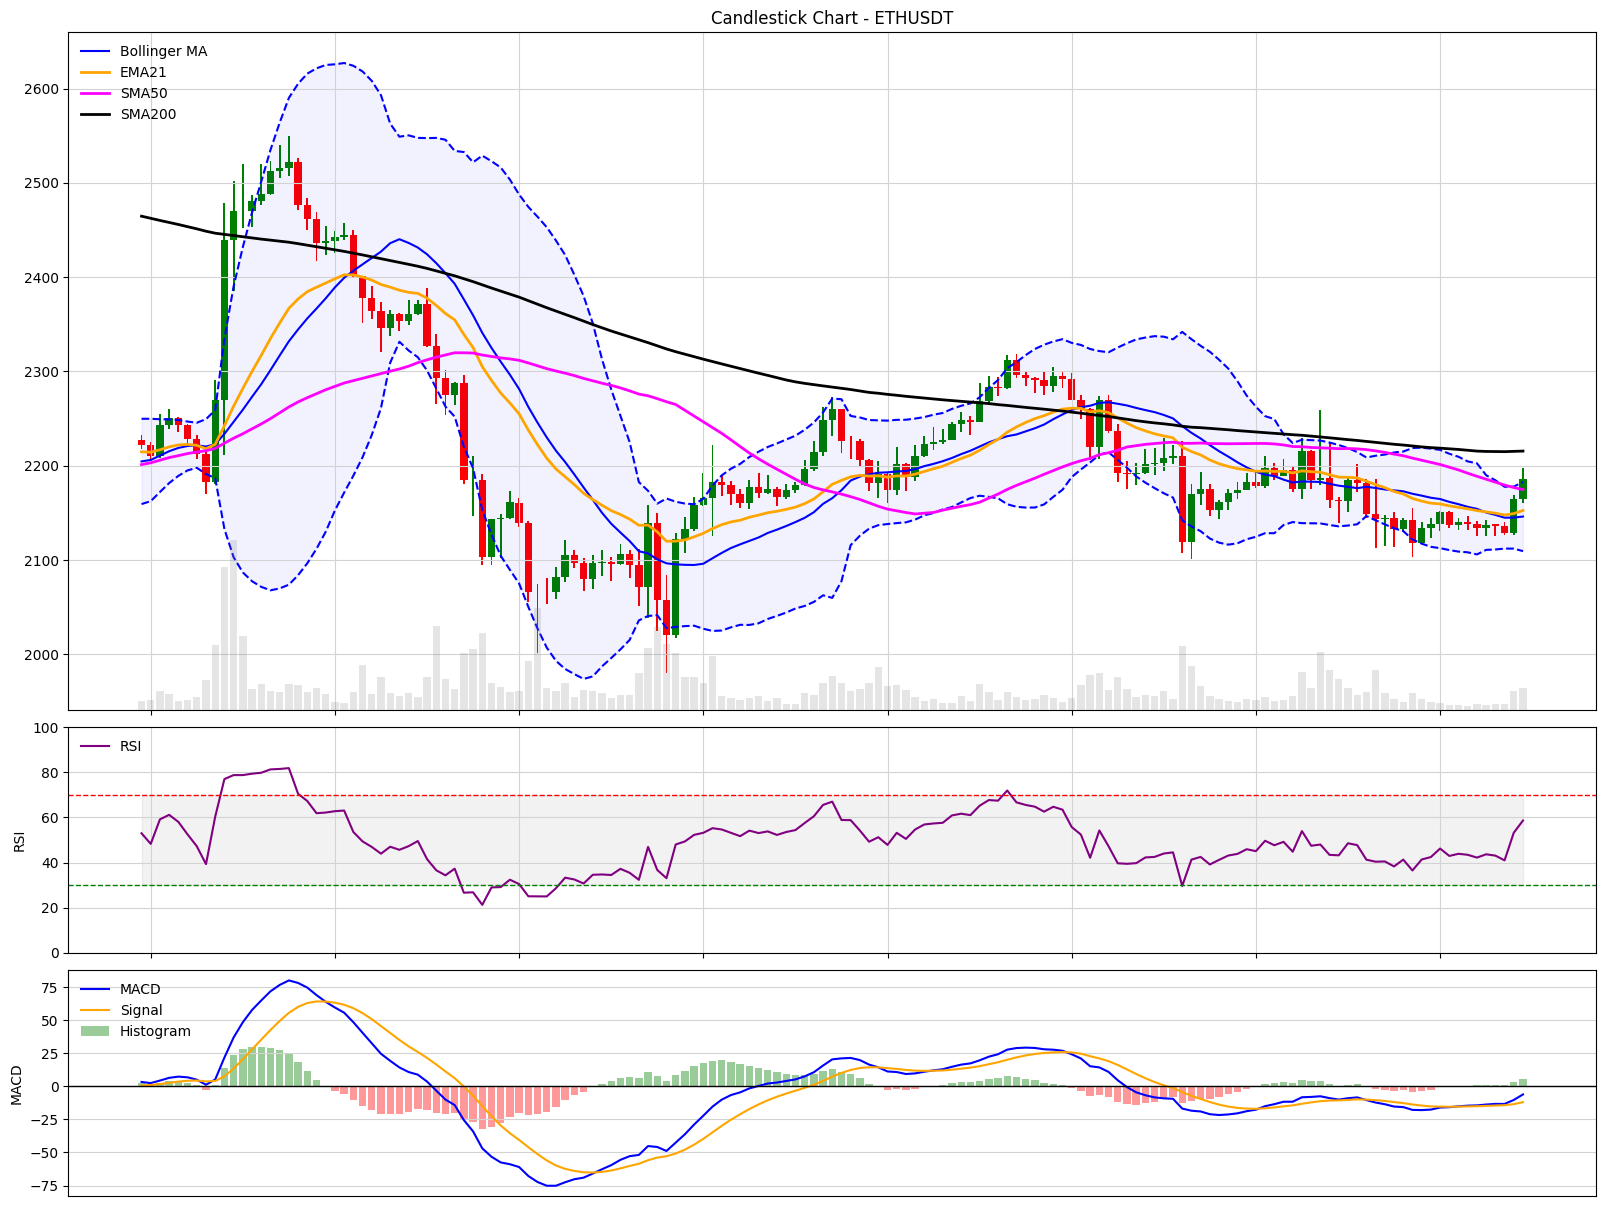 Candlestick Chart - ETHUSDT
Bollinger MA
EMA21
SMA50
SMA200
2600
2500
2400
2300
2200
2100
2000
RSI
100
80
60
40
20
0
RSI
MACD
Signal
Histogram
75
50
25
0
−25
−50
−75
MACD